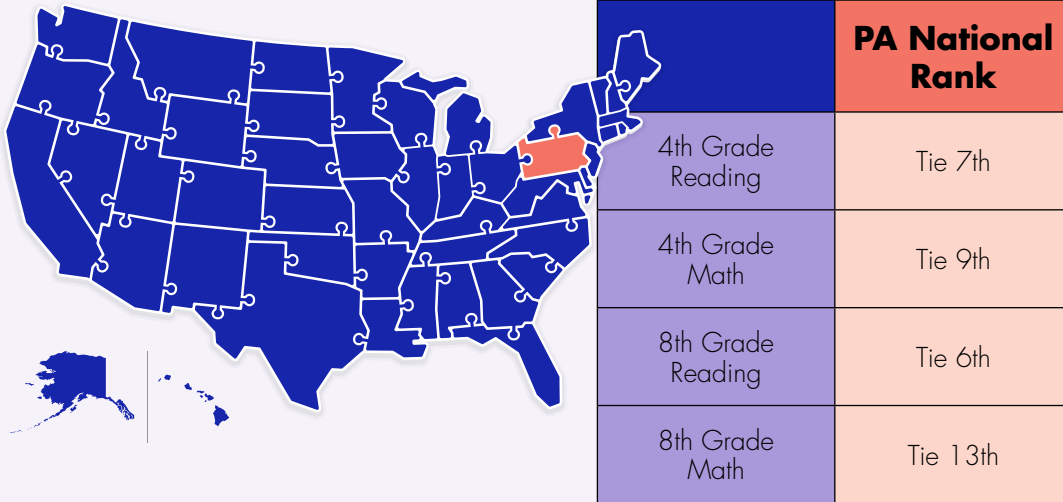 PA National
Rank
4th Grade
Reading
Tie 7th
4th Grade
Math
Tie 9th
8th Grade
Reading
Tie 6th
8th Grade
Math
Tie 13th